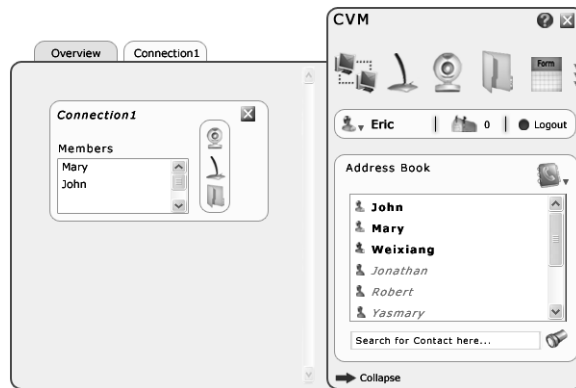 Overview
Connection1
Connection1
Members
Mary
John
CVM
?
Form
Eric | 0 | Logout
Address Book
John
Mary
Weixiang
Jonathan
Robert
Yasmary
Search for Contact here...
Collapse